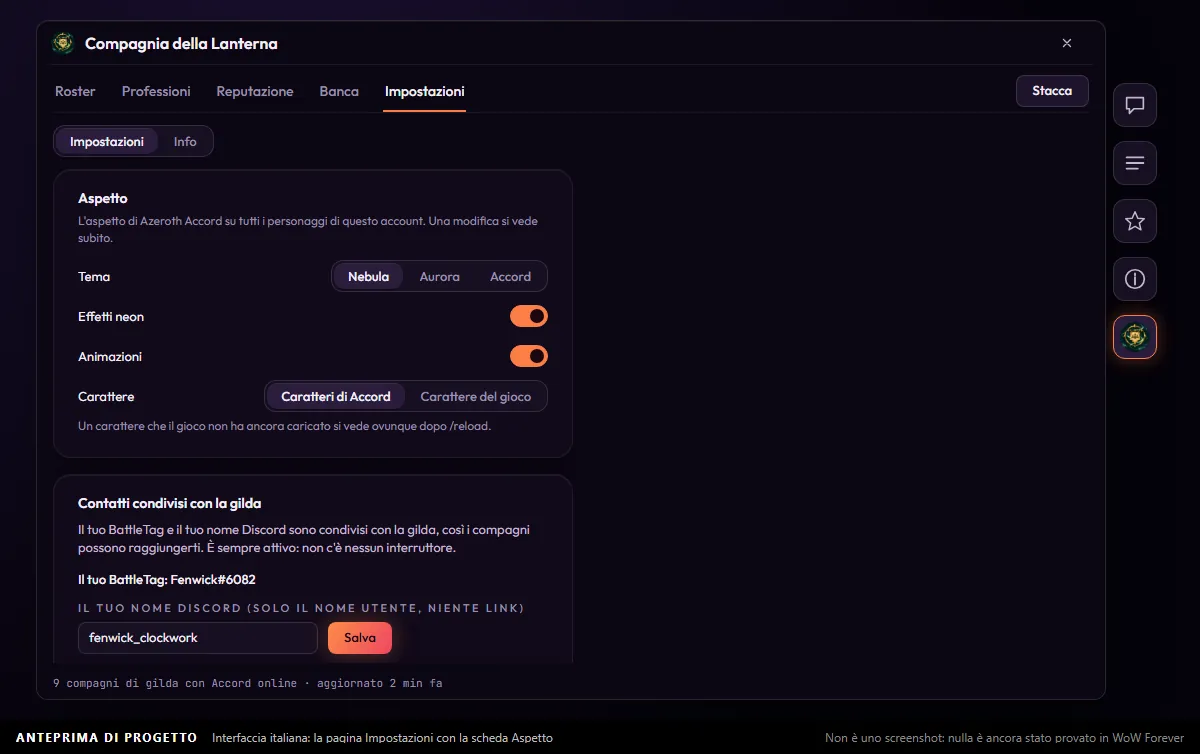 Compagnia della Lanterna
Roster Professioni Reputazione Banca Impostazioni Stacca
Impostazioni Info
Aspetto
L'aspetto di Azeroth Accord su tutti i personaggi di questo account. Una modifica si vede
subito.
Tema Nebula Aurora Accord
Effetti neon
Animazioni
Carattere Caratteri di Accord Carattere del gioco
Un carattere che il gioco non ha ancora caricato si vede ovunque dopo /reload.
Contatti condivisi con la gilda
Il tuo BattleTag e il tuo nome Discord sono condivisi con la gilda, così i compagni
possono raggiungerti. È sempre attivo: non c'è nessun interruttore.
Il tuo BattleTag: Fenwick#6082
IL TUO NOME DISCORD (SOLO IL NOME UTENTE, NIENTE LINK)
fenwick_clockwork Salva
9 compagni di gilda con Accord online · aggiornato 2 min fa
ANTEPRIMA DI PROGETTO Interfaccia italiana: la pagina Impostazioni con la scheda Aspetto Non è uno screenshot: nulla è ancora stato provato in WoW Forever